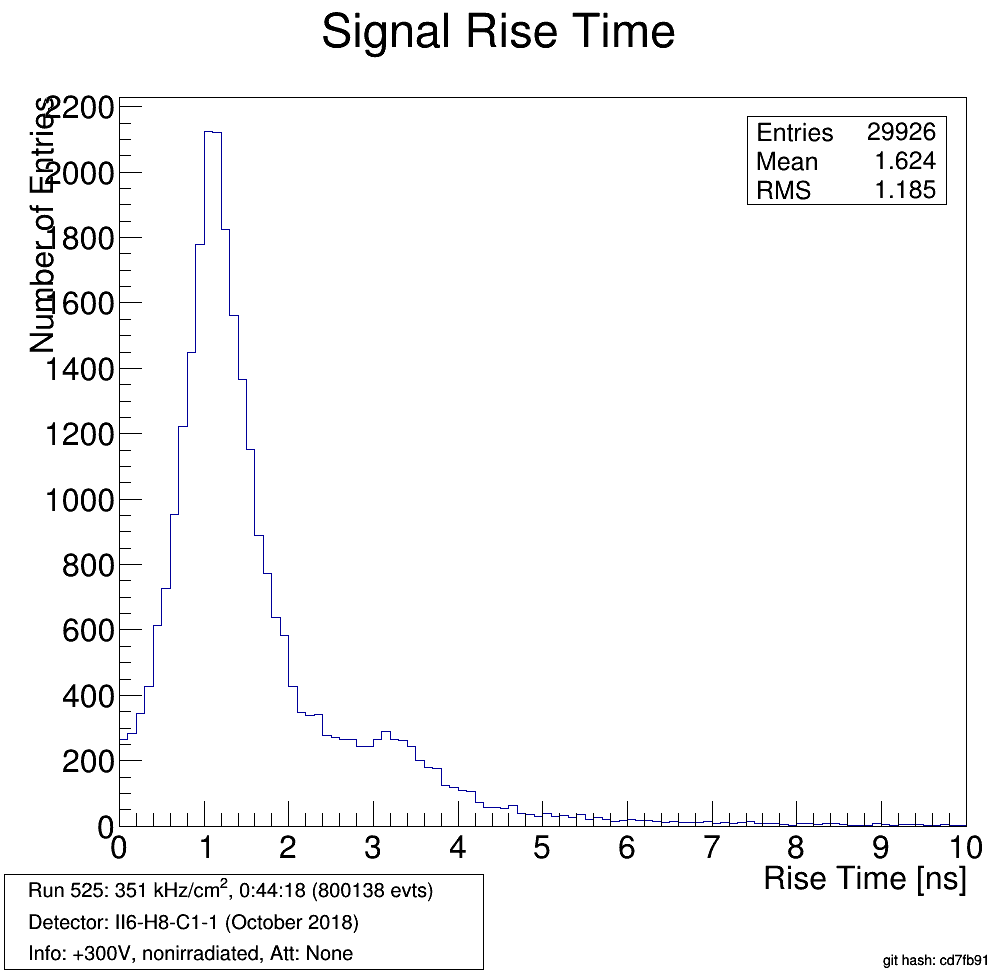 Signal Rise Time
Number of Entries
2200
2000
1800
1600
1400
1200
1000
800
600
400
200
0
Entries 29926
Mean 1.624
RMS 1.185
0 1 2 3 4 5 6 7 8 9 10
Rise Time [ns]
Run 525: 351 kHz/cm², 0:44:18 (800138 evts)
Detector: II6-H8-C1-1 (October 2018)
Info: +300V, nonirradiated, Att: None
git hash: cd7fb91